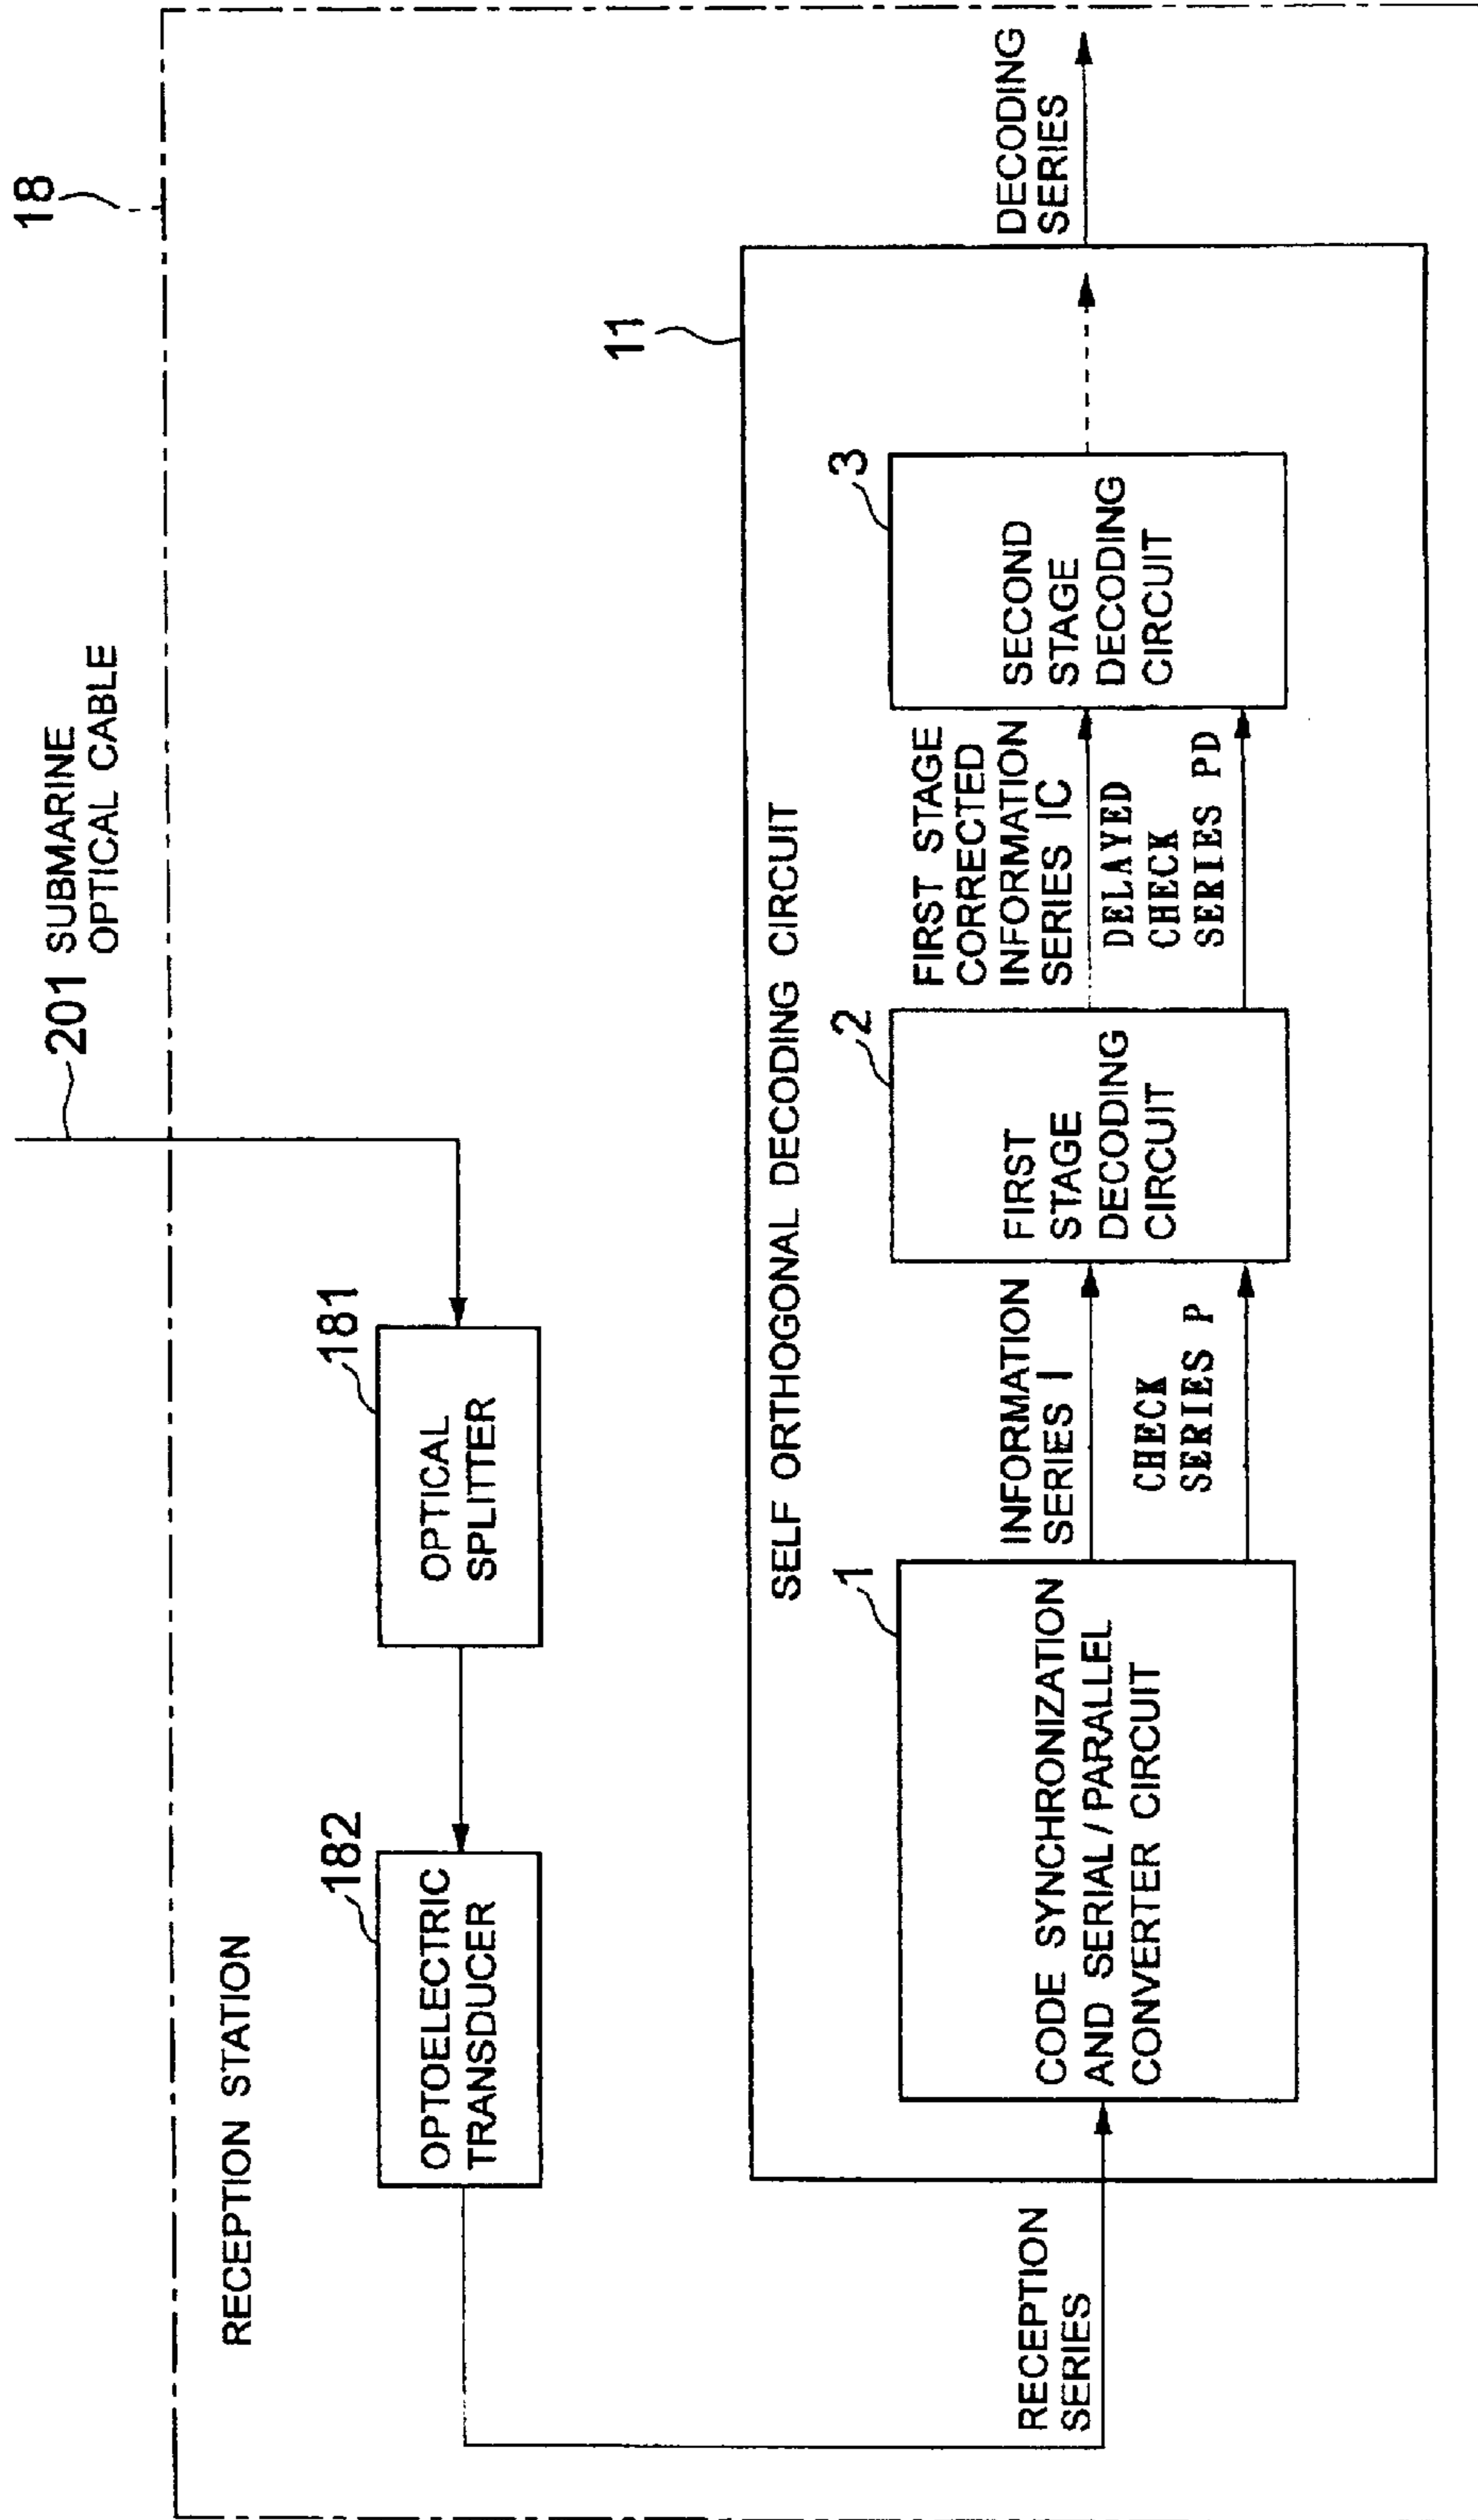 18
201 SUBMARINE
OPTICAL CABLE
RECEPTION STATION
182
OPTOELECTRIC
TRANSDUCER
181
OPTICAL
SPLITTER
11
SELF ORTHOGONAL DECODING CIRCUIT
RECEPTION
SERIES
1
CODE SYNCHRONIZATION
AND SERIAL/PARALLEL
CONVERTER CIRCUIT
INFORMATION
SERIES I
CHECK
SERIES P
2
FIRST
STAGE
DECODING
CIRCUIT
FIRST STAGE
CORRECTED
INFORMATION
SERIES IC
DELAYED
CHECK
SERIES PD
3
SECOND
STAGE
DECODING
CIRCUIT
DECODING
SERIES